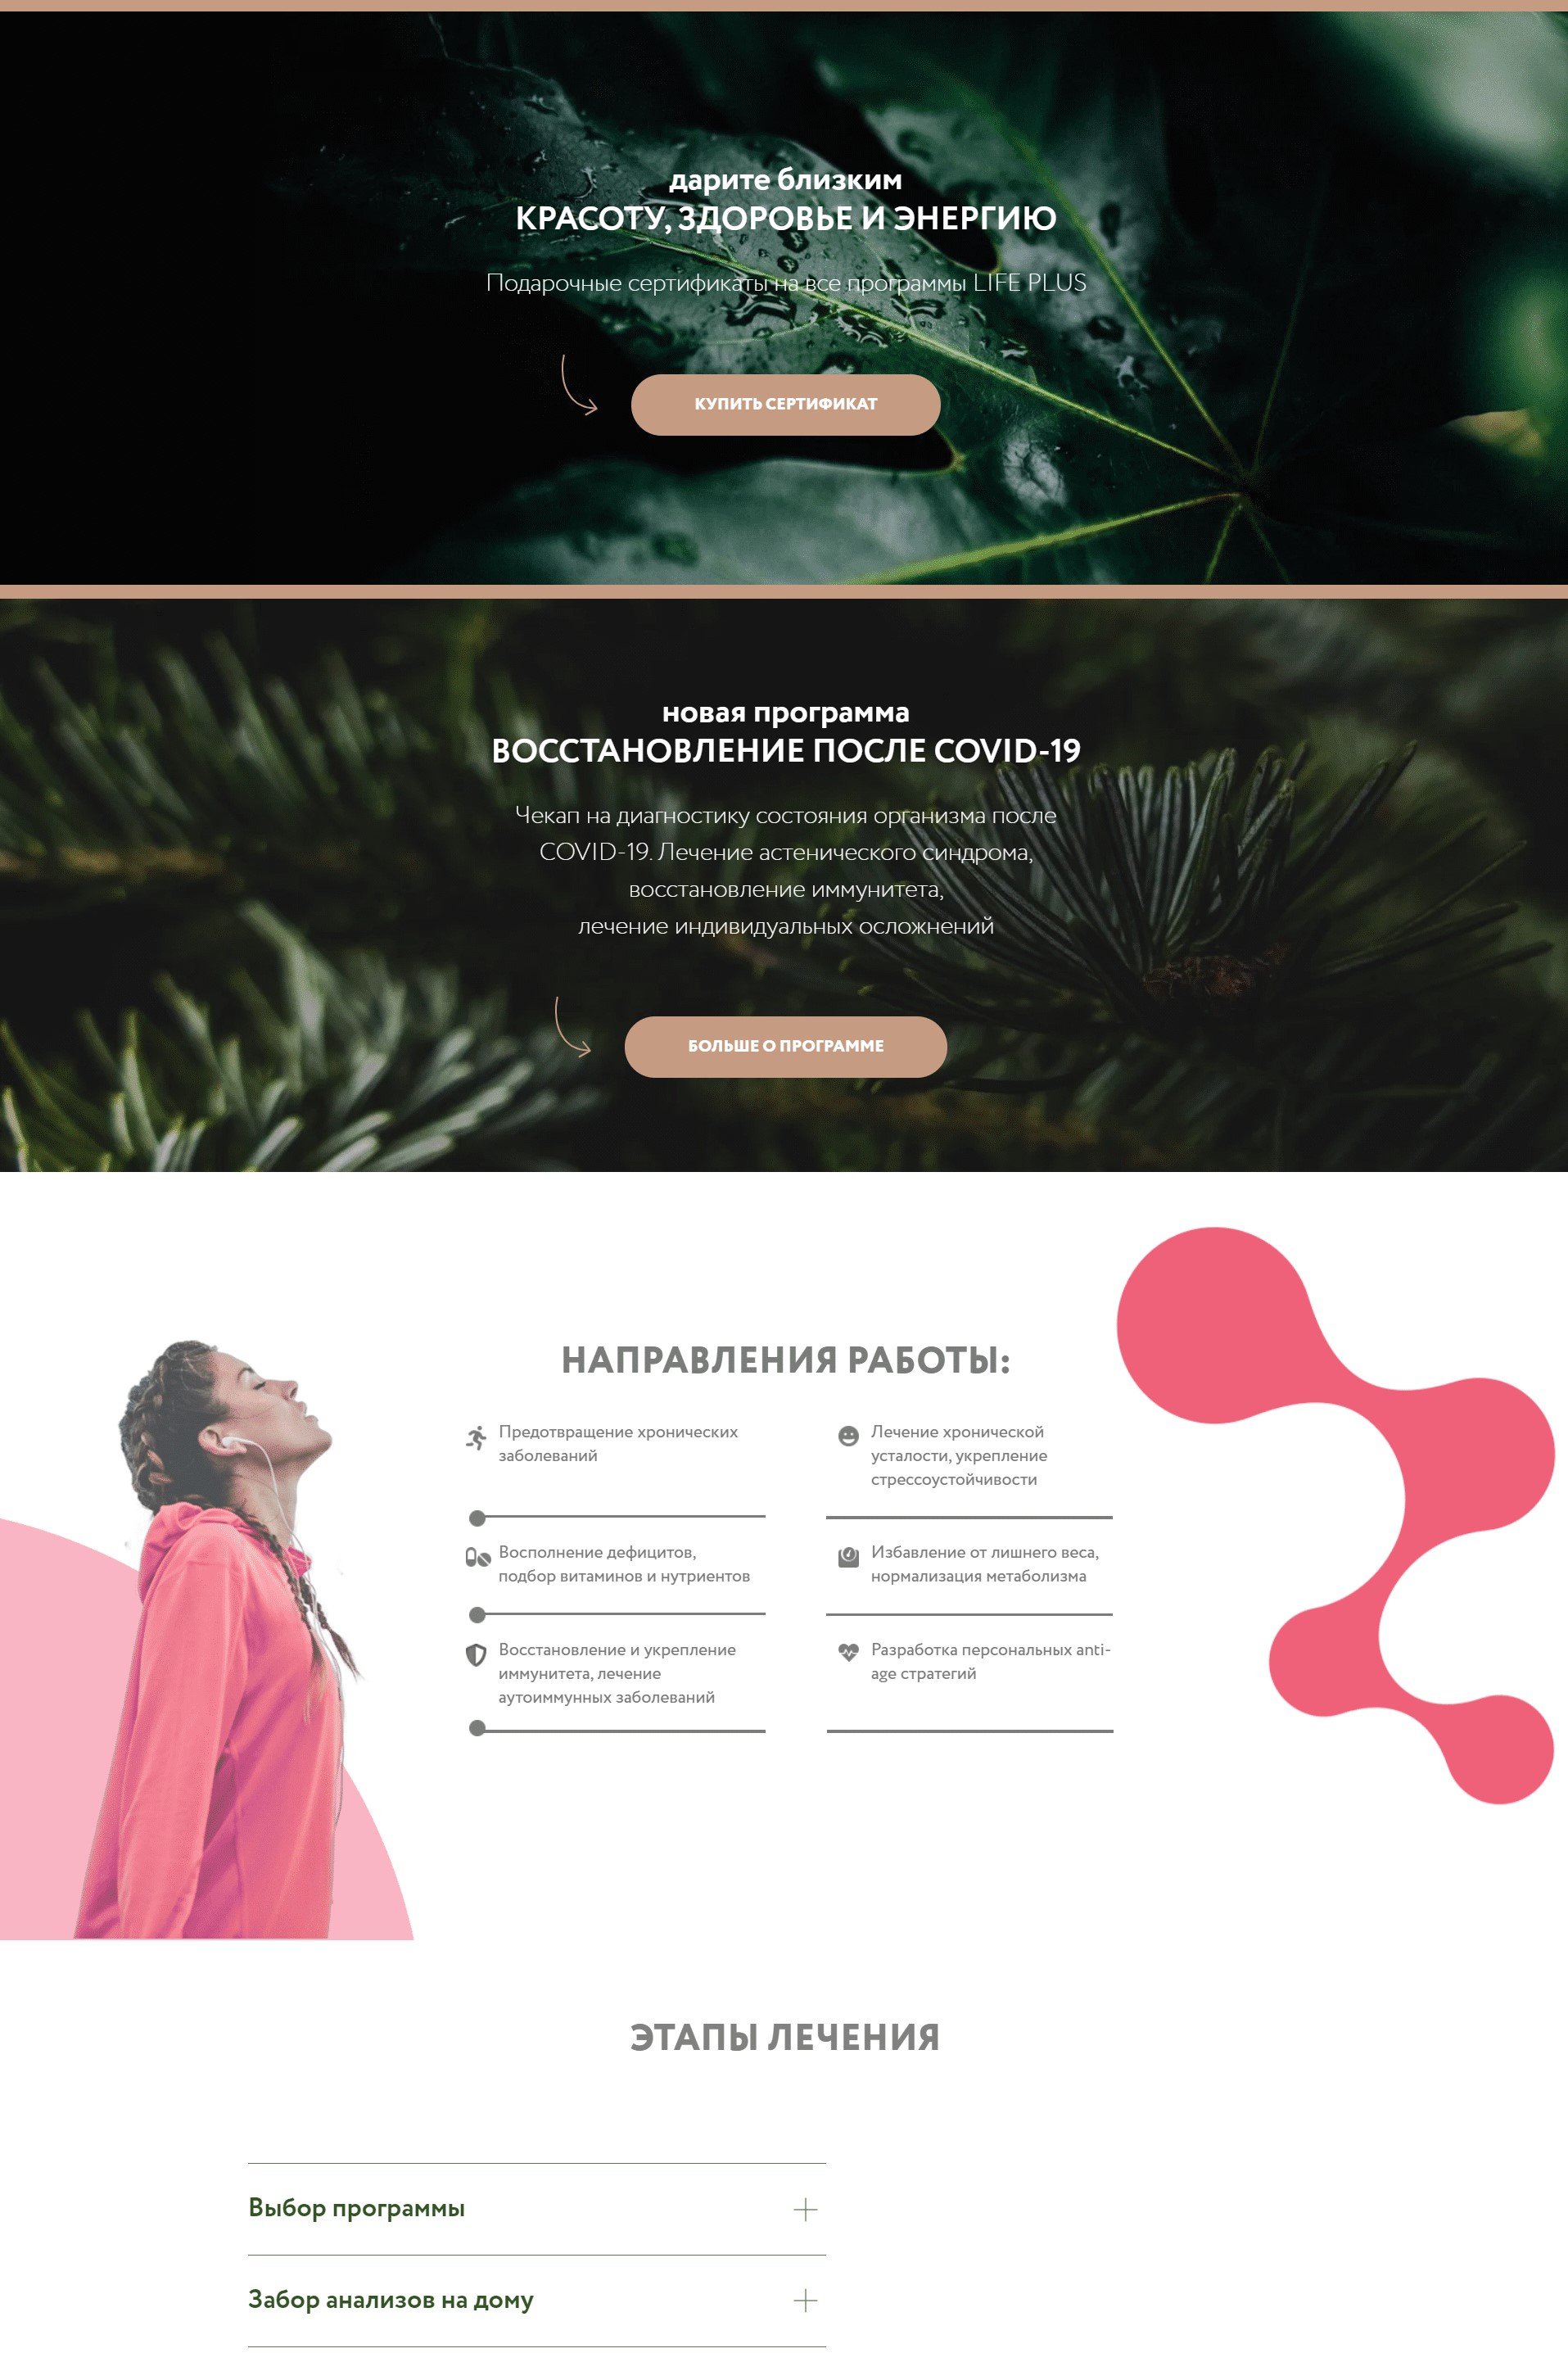 дарите близким
КРАСОТУ, ЗДОРОВЬЕ И ЭНЕРГИЮ
Подарочные сертификаты на все программы LIFE PLUS
КУПИТЬ СЕРТИФИКАТ
новая программа
ВОССТАНОВЛЕНИЕ ПОСЛЕ COVID-19
Чекап на диагностику состояния организма после
COVID-19. Лечение астенического синдрома,
восстановление иммунитета,
лечение индивидуальных осложнений
БОЛЬШЕ О ПРОГРАММЕ
НАПРАВЛЕНИЯ РАБОТЫ:
Предотвращение хронических
заболеваний
Лечение хронической
усталости, укрепление
стрессоустойчивости
Восполнение дефицитов,
подбор витаминов и нутриентов
Избавление от лишнего веса,
нормализация метаболизма
Восстановление и укрепление
иммунитета, лечение
аутоиммунных заболеваний
Разработка персональных anti-
age стратегий
ЭТАПЫ ЛЕЧЕНИЯ
Выбор программы
Забор анализов на дому